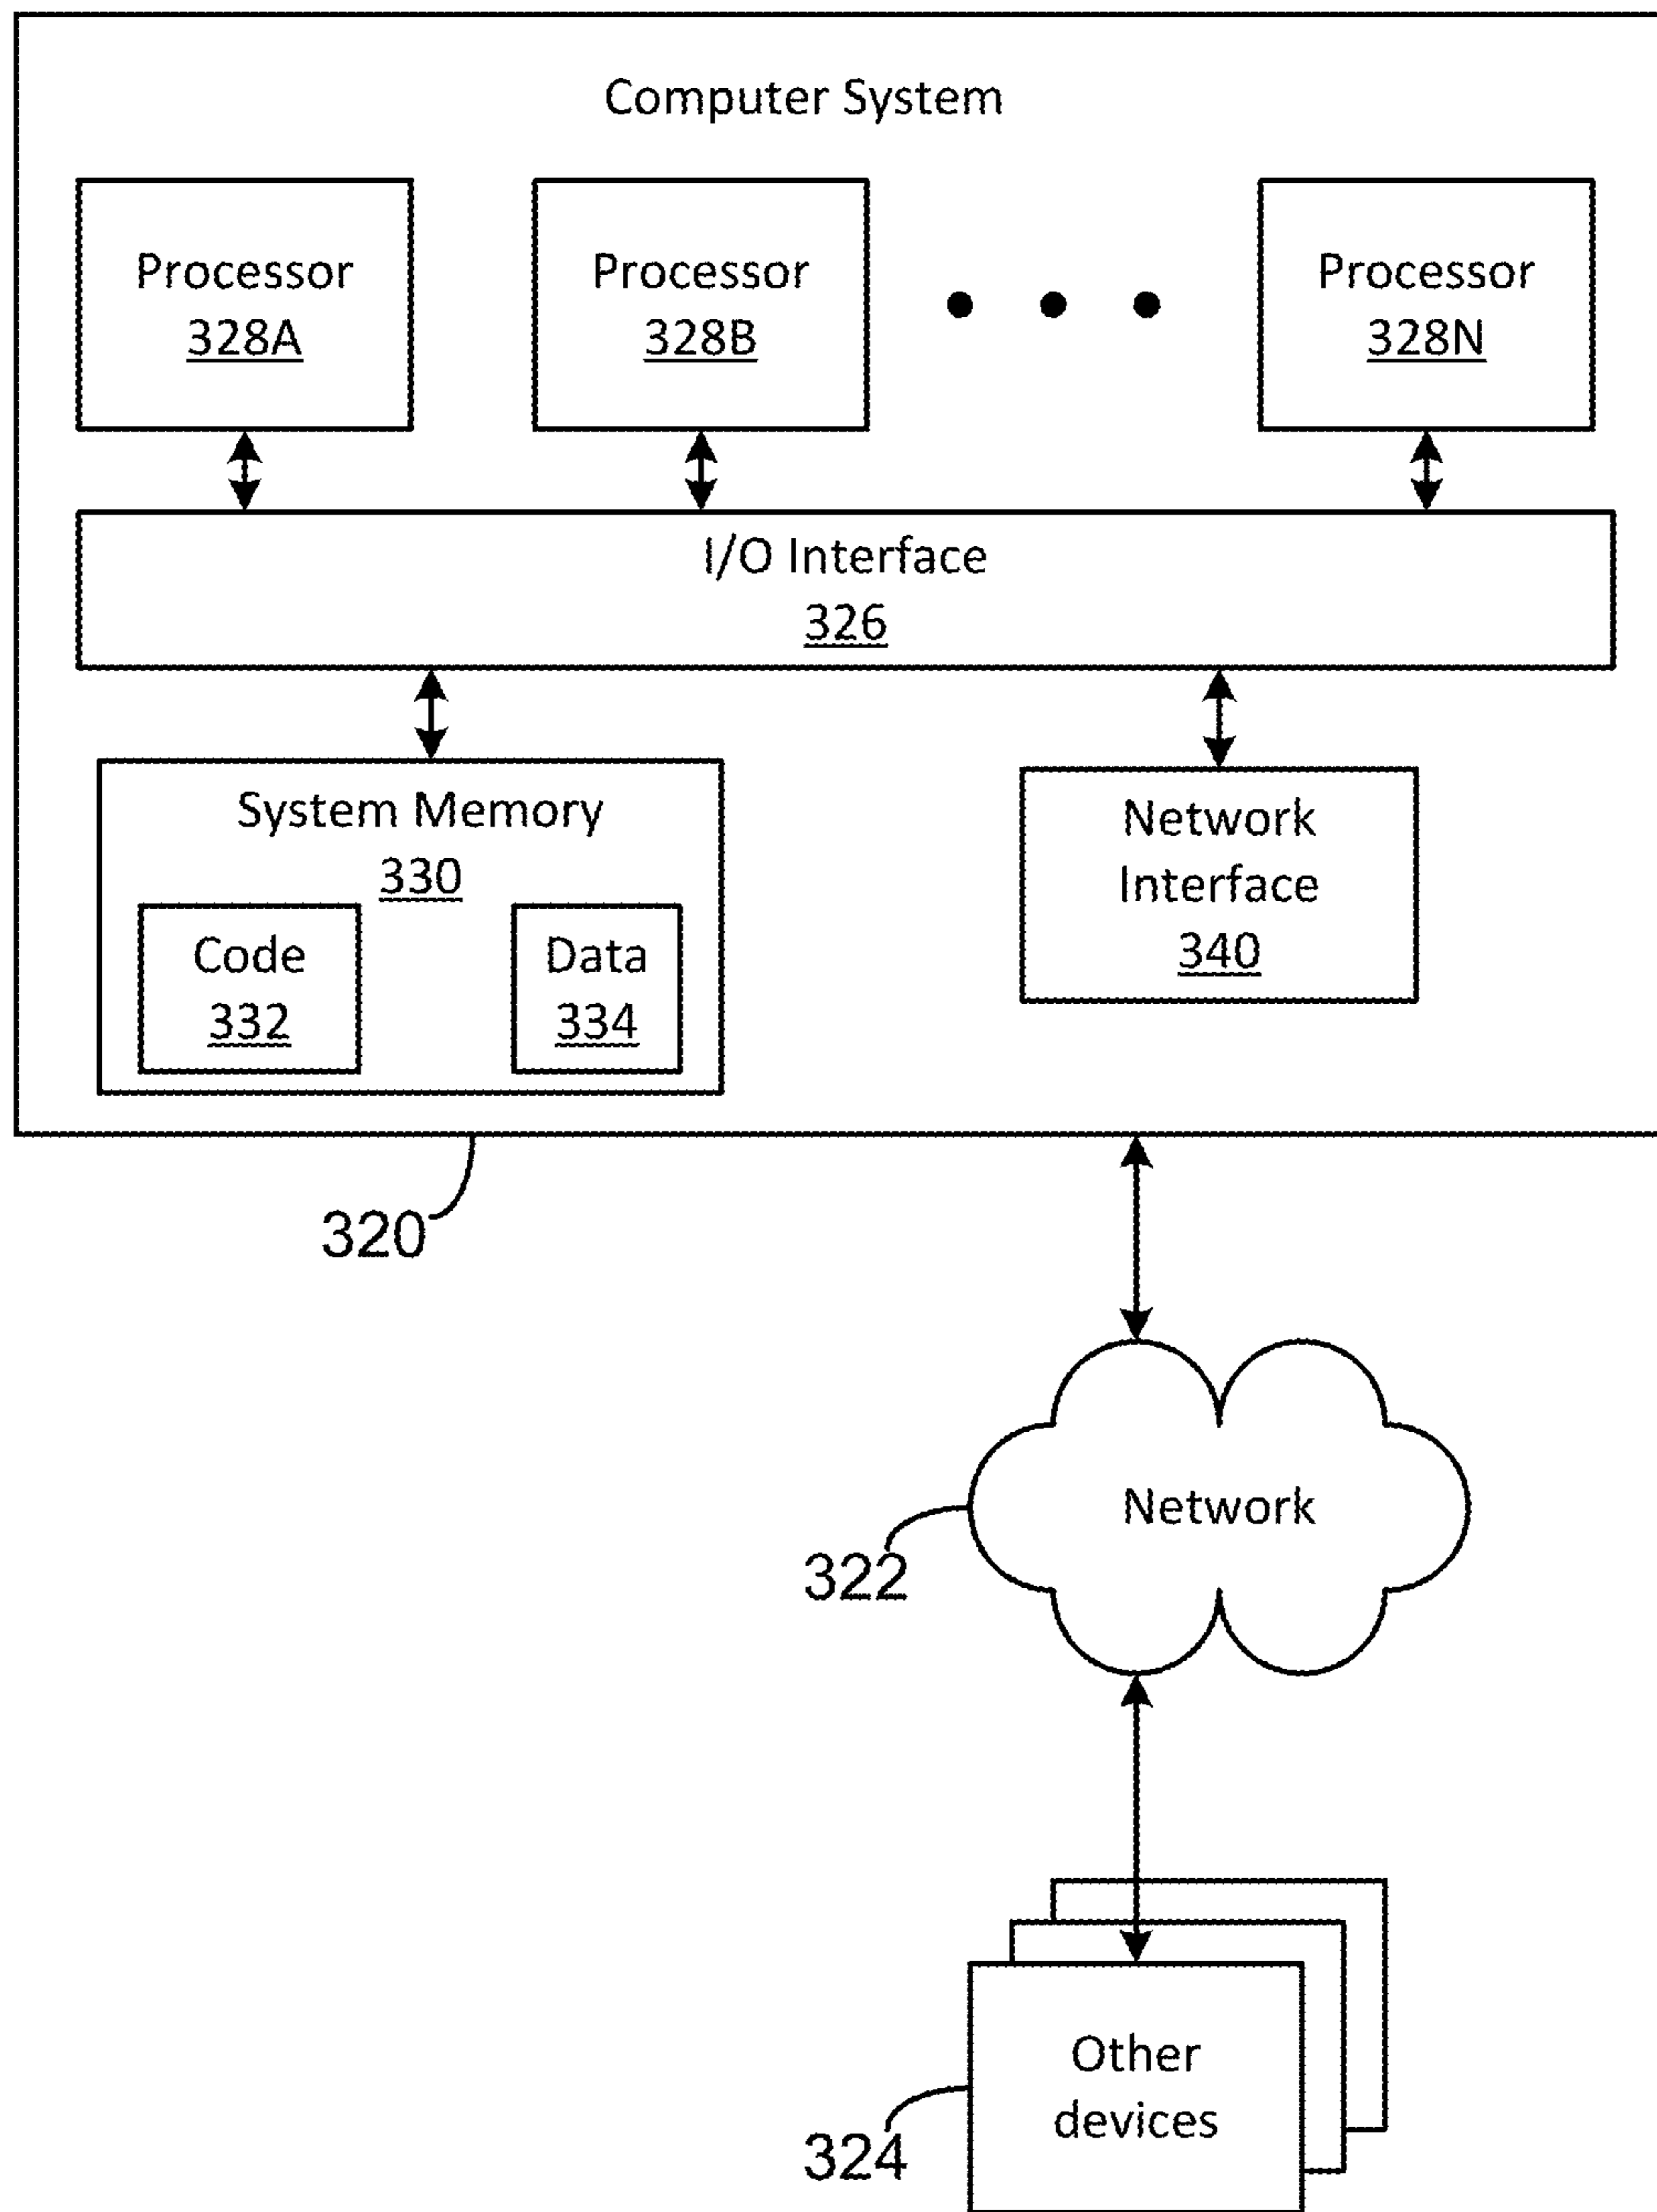 Computer System
Processor
328A
Processor
328B
Processor
328N
I/O Interface
326
System Memory
330
Code
332
Data
334
Network
Interface
340
320
Network
322
Other
devices
324